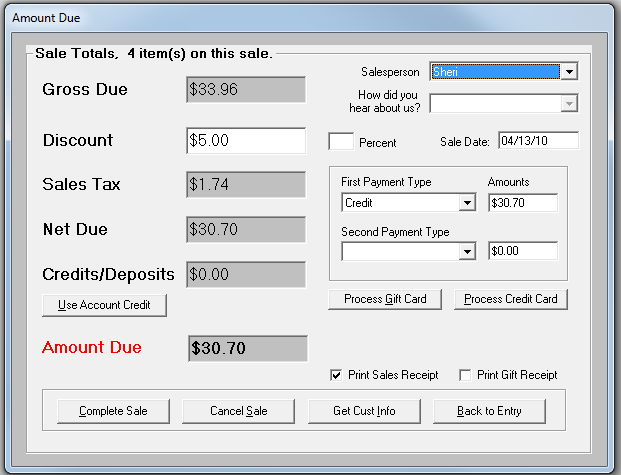 Amount Due
Sale Totals,  4 item(s) on this sale.
Gross Due $33.96
Salesperson Sheri
How did you
hear about us?
Discount $5.00
Percent
Sale Date: 04/13/10
Sales Tax $1.74
First Payment Type Amounts
Credit $30.70
Net Due $30.70
Second Payment Type
$0.00
Credits/Deposits $0.00
Use Account Credit
Process Gift Card
Process Credit Card
Amount Due $30.70
Print Sales Receipt
Print Gift Receipt
Complete Sale
Cancel Sale
Get Cust Info
Back to Entry